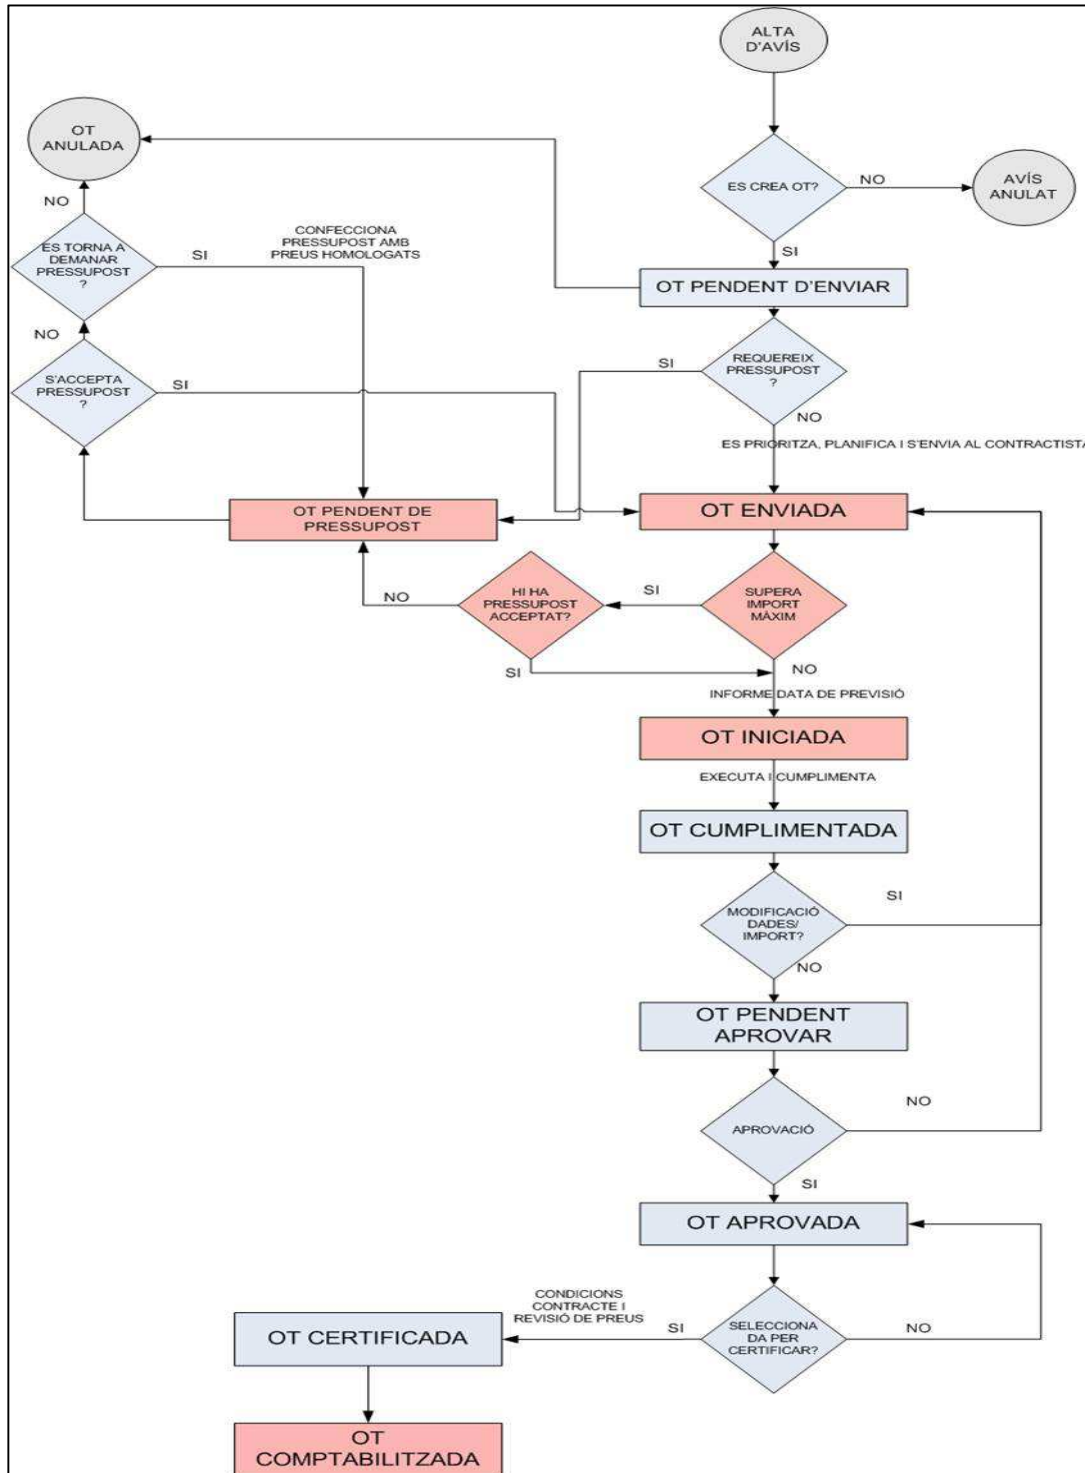 ALTA
D'AVÍS
OT
ANULADA
ES CREA OT?
NO
AVÍS
ANULAT
NO
SI
ES TORNA A
DEMANAR
PRESSUPOST
?
SI
CONFECCIONA
PRESSUPOST AMB
PREUS HOMOLOGATS
OT PENDENT D'ENVIAR
NO
S'ACCEPTA
PRESSUPOST
?
SI
SI
REQUEREIX
PRESSUPOST
?
NO
ES PRIORITZA, PLANIFICA I S'ENVIA AL CONTRACTISTA
OT PENDENT DE
PRESSUPOST
OT ENVIADA
NO
HI HA
PRESSUPOST
ACCEPTAT?
SI
SUPERA
IMPORT
MÀXIM
SI
NO
INFORME DATA DE PREVISIÓ
OT INICIADA
EXECUTA I CUMPLIMENTA
OT CUMPLIMENTADA
MODIFICACIÓ
DADES/
IMPORT?
SI
NO
OT PENDENT
APROVAR
APROVACIÓ
NO
SI
OT APROVADA
CONDICIONS
CONTRACTE I
REVISIÓ DE PREUS
OT CERTIFICADA
SI
SELECCIONA
DA PER
CERTIFICAR?
NO
OT
COMPTABILITZADA